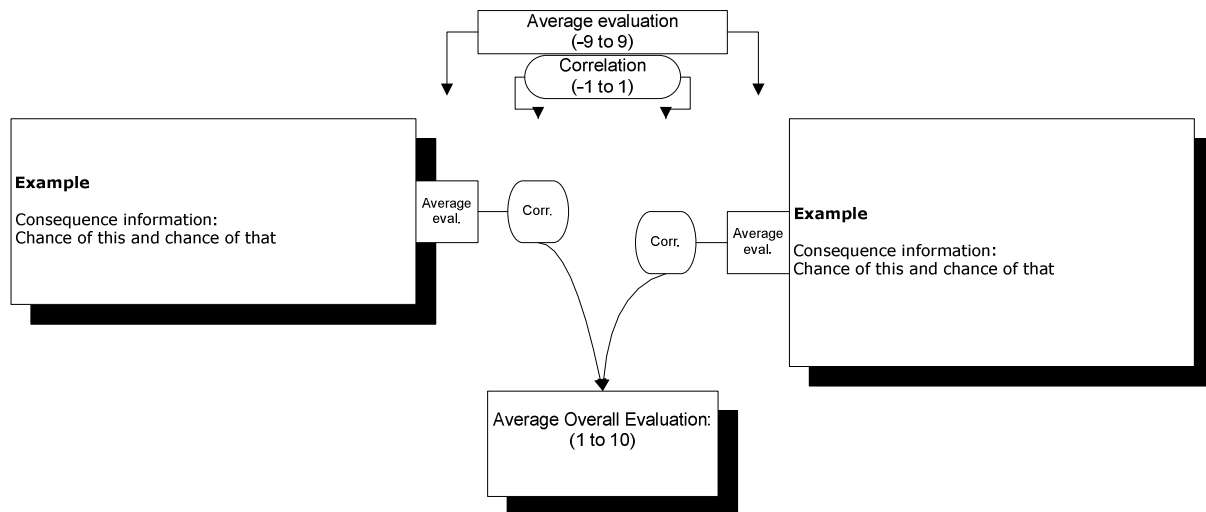 Average evaluation
(-9 to 9)
Correlation
(-1 to 1)
Example
Consequence information:
Chance of this and chance of that
Average
eval.
Corr.
Corr.
Average
eval.
Example
Consequence information:
Chance of this and chance of that
Average Overall Evaluation:
(1 to 10)